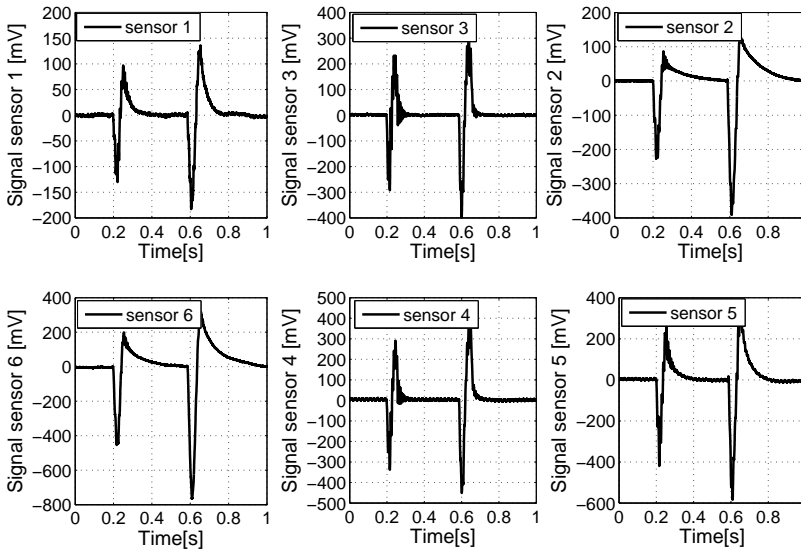 Signal sensor 1 [mV]
200
150
100
50
0
−50
−100
−150
−200
sensor 1
0 0.2 0.4 0.6 0.8 1
Time[s]
Signal sensor 3 [mV]
400
300
200
100
0
−100
−200
−300
−400
sensor 3
0 0.2 0.4 0.6 0.8 1
Time[s]
Signal sensor 2 [mV]
200
100
0
−100
−200
−300
−400
sensor 2
0 0.2 0.4 0.6 0.8
Time[s]
Signal sensor 6 [mV]
400
200
0
−200
−400
−600
−800
sensor 6
0 0.2 0.4 0.6 0.8 1
Time[s]
Signal sensor 4 [mV]
500
400
300
200
100
0
−100
−200
−300
−400
−500
sensor 4
0 0.2 0.4 0.6 0.8 1
Time[s]
Signal sensor 5 [mV]
400
200
0
−200
−400
−600
sensor 5
0 0.2 0.4 0.6 0.8
Time[s]